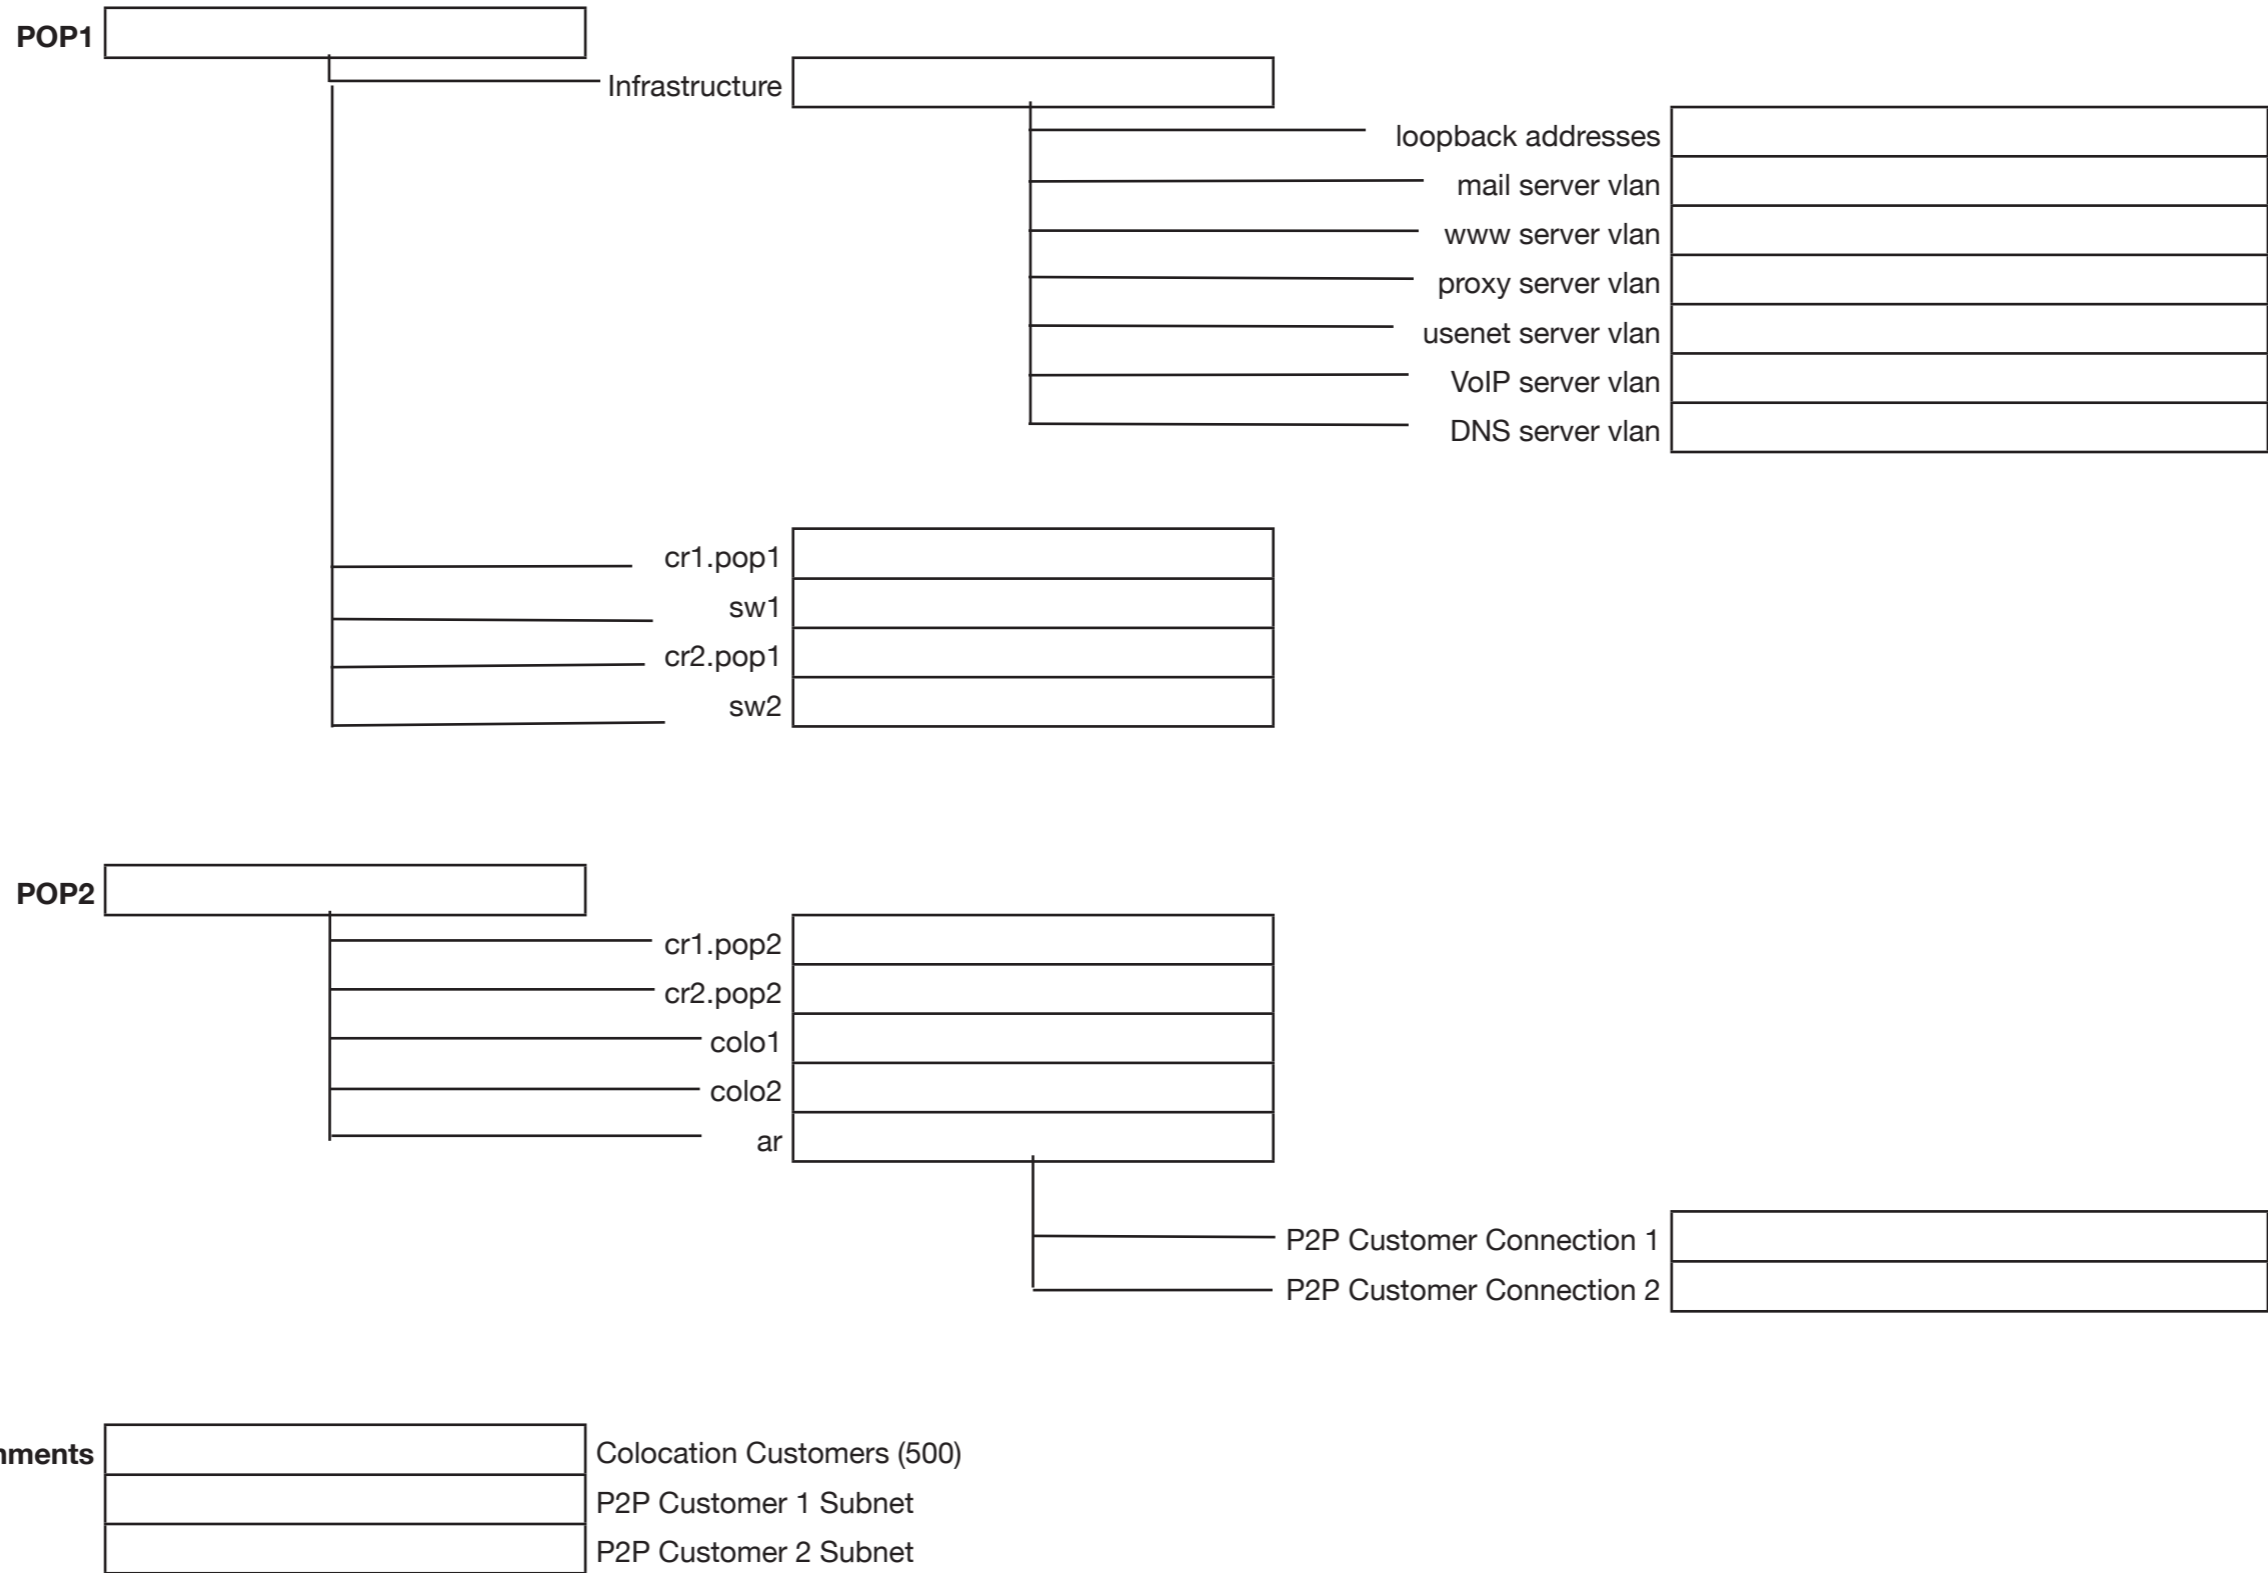 POP1
Infrastructure
loopback addresses
mail server vlan
www server vlan
proxy server vlan
usenet server vlan
VoIP server vlan
DNS server vlan
cr1.pop1
sw1
cr2.pop1
sw2
POP2
cr1.pop2
cr2.pop2
colo1
colo2
ar
P2P Customer Connection 1
P2P Customer Connection 2
Colocation Customers (500)
P2P Customer 1 Subnet
P2P Customer 2 Subnet